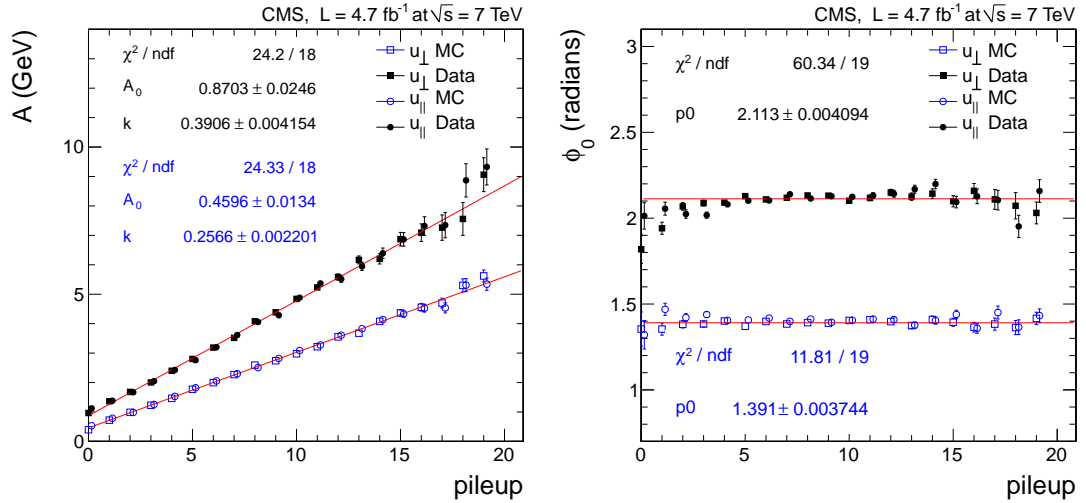 CMS, L = 4.7 fb⁻¹ at √s = 7 TeV
A (GeV)
χ² / ndf 24.2 / 18
A₀ 0.8703 ± 0.0246
k 0.3906 ± 0.004154
χ² / ndf 24.33 / 18
A₀ 0.4596 ± 0.0134
k 0.2566 ± 0.002201
u⊥ MC
u⊥ Data
u|| MC
u|| Data
10
5
0
0 5 10 15 20
pileup
CMS, L = 4.7 fb⁻¹ at √s = 7 TeV
ϕ₀ (radians)
χ² / ndf 60.34 / 19
p0 2.113 ± 0.004094
u⊥ MC
u⊥ Data
u|| MC
u|| Data
3
2.5
2
1.5
1
χ² / ndf 11.81 / 19
p0 1.391 ± 0.003744
0 5 10 15 20
pileup